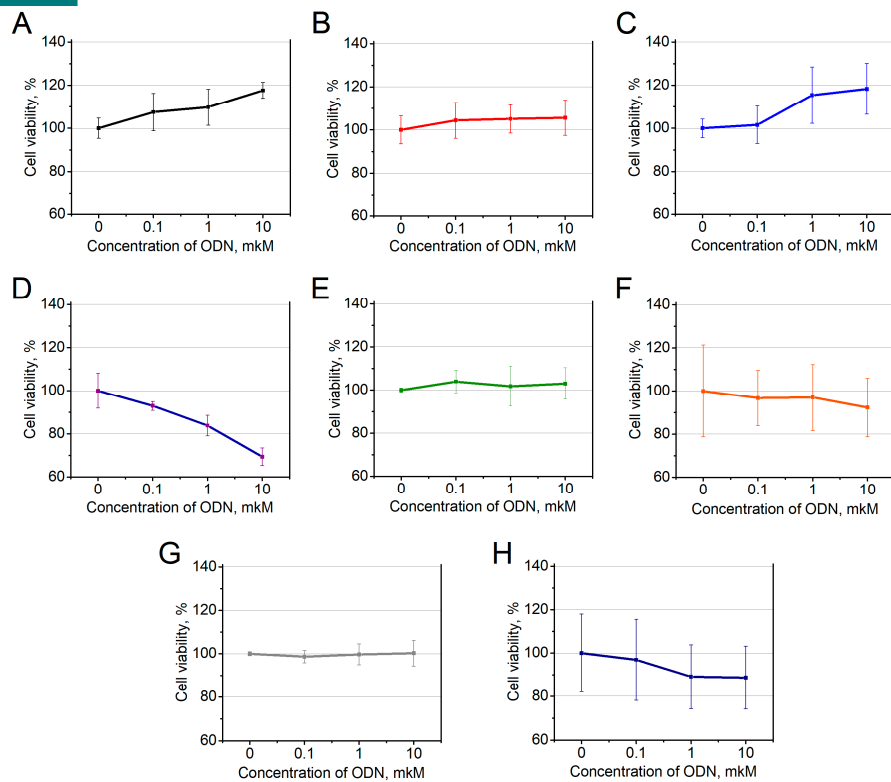 A
Cell viability, %
140
120
100
80
60
0 0.1 1 10
Concentration of ODN, mkM
B
Cell viability, %
140
120
100
80
60
0 0.1 1 10
Concentration of ODN, mkM
C
Cell viability, %
140
120
100
80
60
0 0.1 1 10
Concentration of ODN, mkM
D
Cell viability, %
140
120
100
80
60
0 0.1 1 10
Concentration of ODN, mkM
E
Cell viability, %
140
120
100
80
60
0 0.1 1 10
Concentration of ODN, mkM
F
Cell viability, %
140
120
100
80
60
0 0.1 1 10
Concentration of ODN, mkM
G
Cell viability, %
140
120
100
80
60
0 0.1 1 10
Concentration of ODN, mkM
H
Cell viability, %
140
120
100
80
60
0 0.1 1 10
Concentration of ODN, mkM